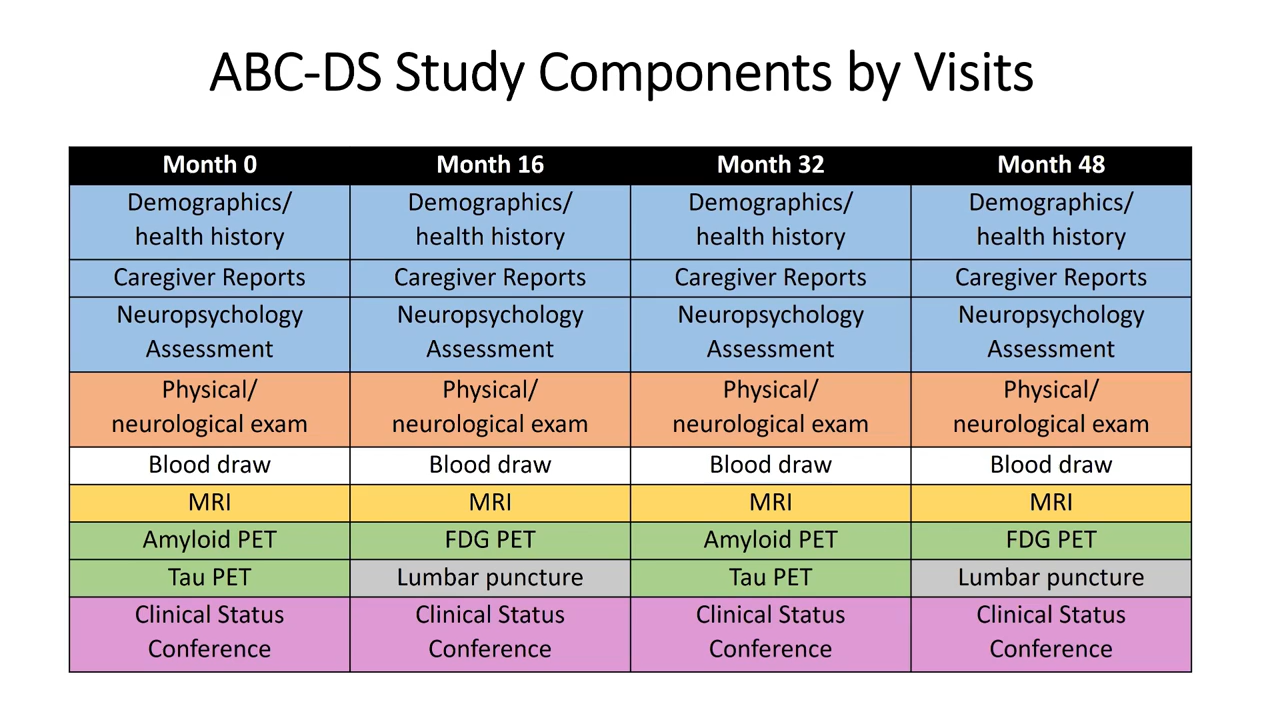 ABC-DS Study Components by Visits
Month 0 Month 16 Month 32 Month 48
Demographics/ Demographics/ Demographics/ Demographics/
health history health history health history health history
Caregiver Reports Caregiver Reports Caregiver Reports Caregiver Reports
Neuropsychology Neuropsychology Neuropsychology Neuropsychology
Assessment Assessment Assessment Assessment
Physical/ Physical/ Physical/ Physical/
neurological exam neurological exam neurological exam neurological exam
Blood draw Blood draw Blood draw Blood draw
MRI MRI MRI MRI
Amyloid PET FDG PET Amyloid PET FDG PET
Tau PET Lumbar puncture Tau PET Lumbar puncture
Clinical Status Clinical Status Clinical Status Clinical Status
Conference Conference Conference Conference